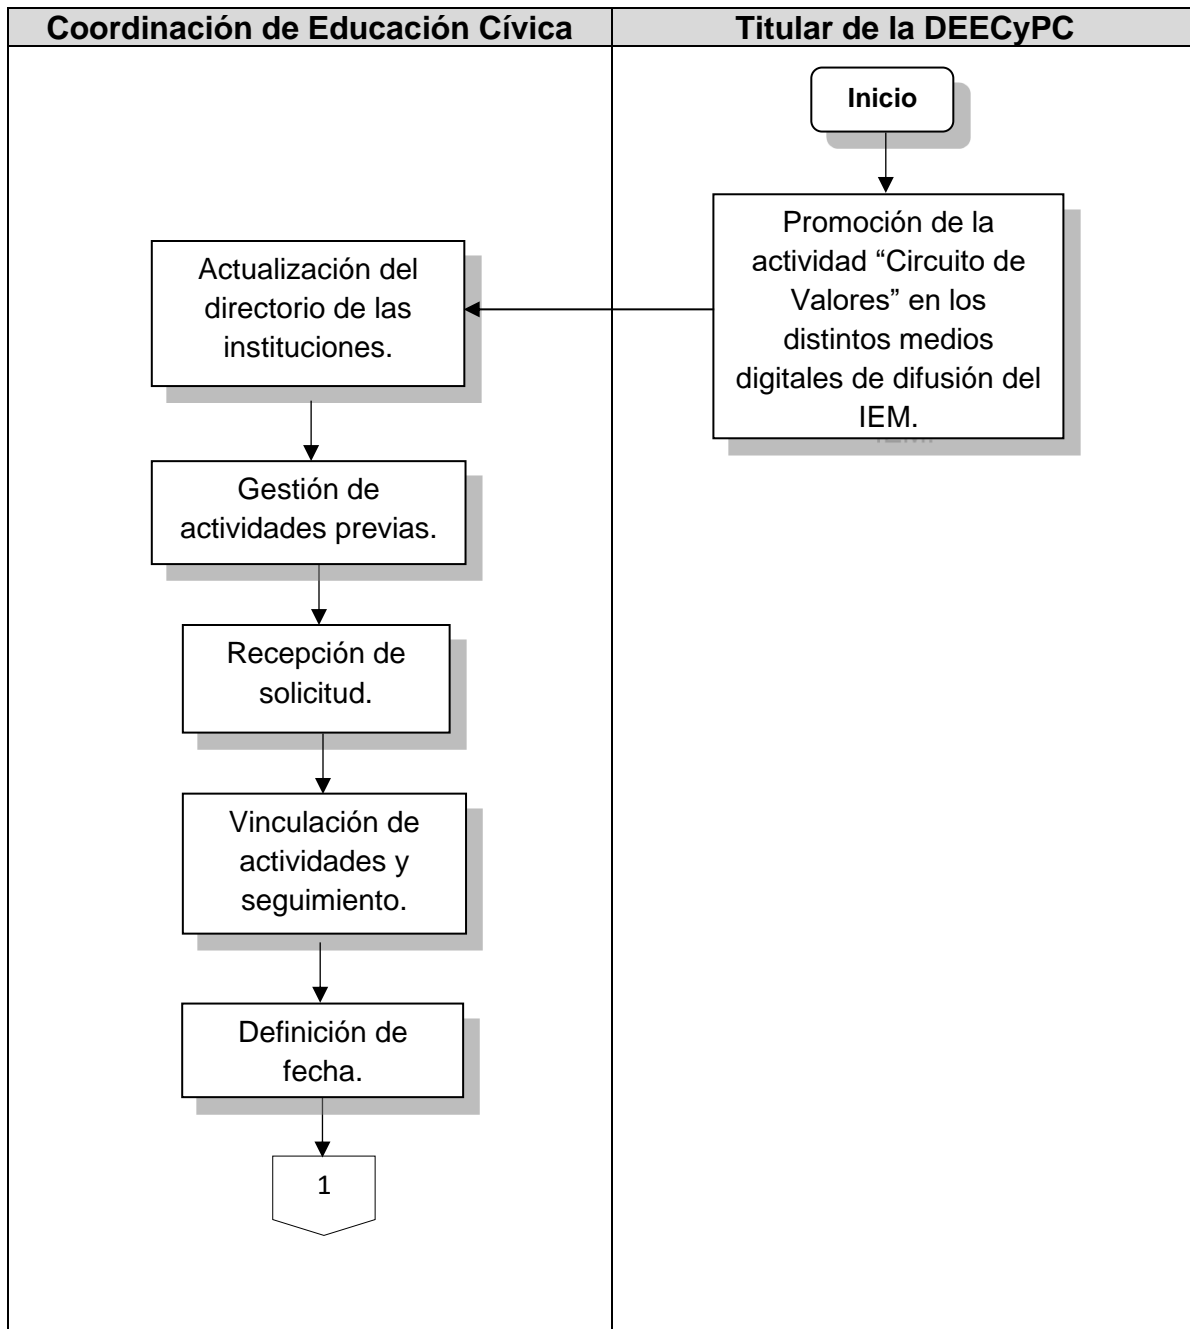 Coordinación de Educación Cívica
Titular de la DEECyPC
Inicio
Promoción de la
actividad “Circuito de
Valores” en los
distintos medios
digitales de difusión del
IEM.
Actualización del
directorio de las
instituciones.
Gestión de
actividades previas.
Recepción de
solicitud.
Vinculación de
actividades y
seguimiento.
Definición de
fecha.
1